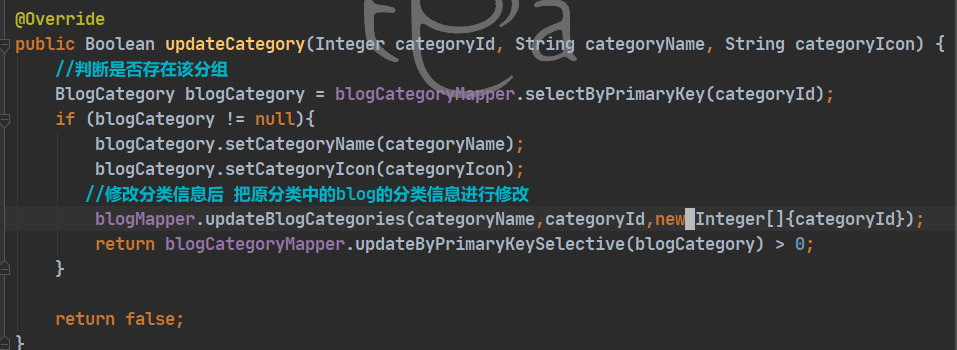 @Override
public Boolean updateCategory(Integer categoryId, String categoryName, String categoryIcon) {
//判断是否存在该分组
BlogCategory blogCategory = blogCategoryMapper.selectByPrimaryKey(categoryId);
if (blogCategory != null){
blogCategory.setCategoryName(categoryName);
blogCategory.setCategoryIcon(categoryIcon);
//修改分类信息后 把原分类中的blog的分类信息进行修改
blogMapper.updateBlogCategories(categoryName,categoryId,new Integer[]{categoryId});
return blogCategoryMapper.updateByPrimaryKeySelective(blogCategory) > 0;
}
return false;
}